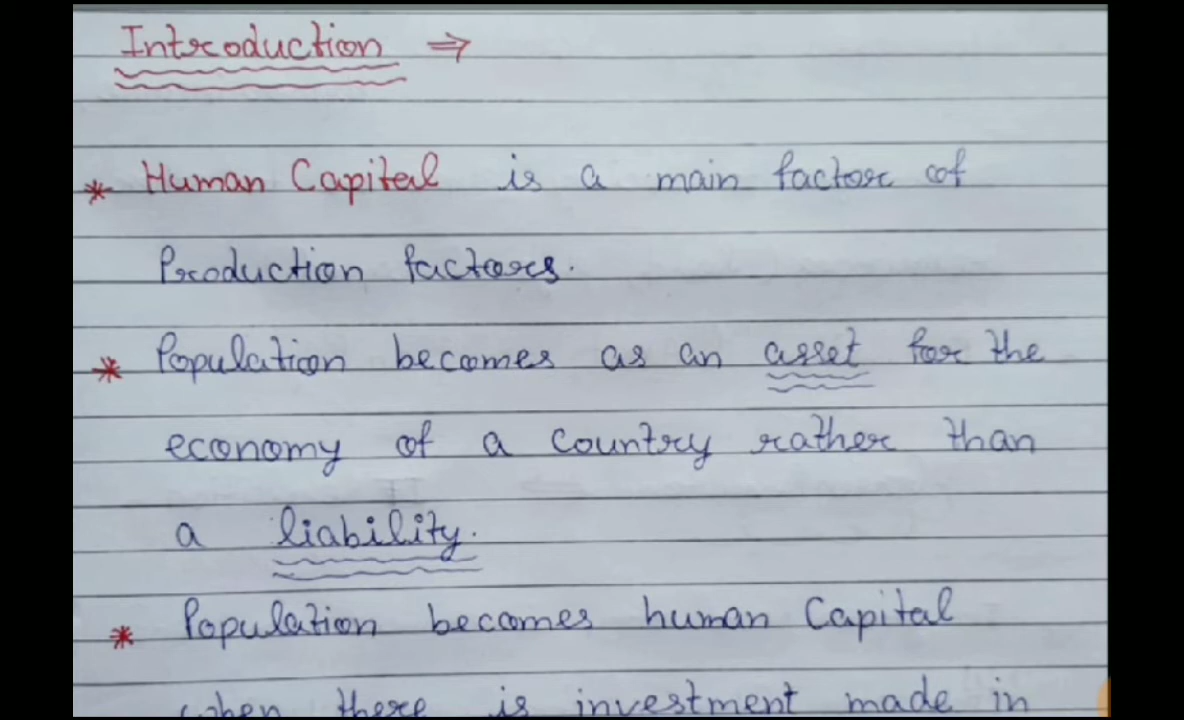 Introduction ⇒
* Human Capital is a main factor of
Production factors.
* Population becomes as an asset for the
economy of a country rather than
a liability.
* Population becomes human Capital
when there is investment made in